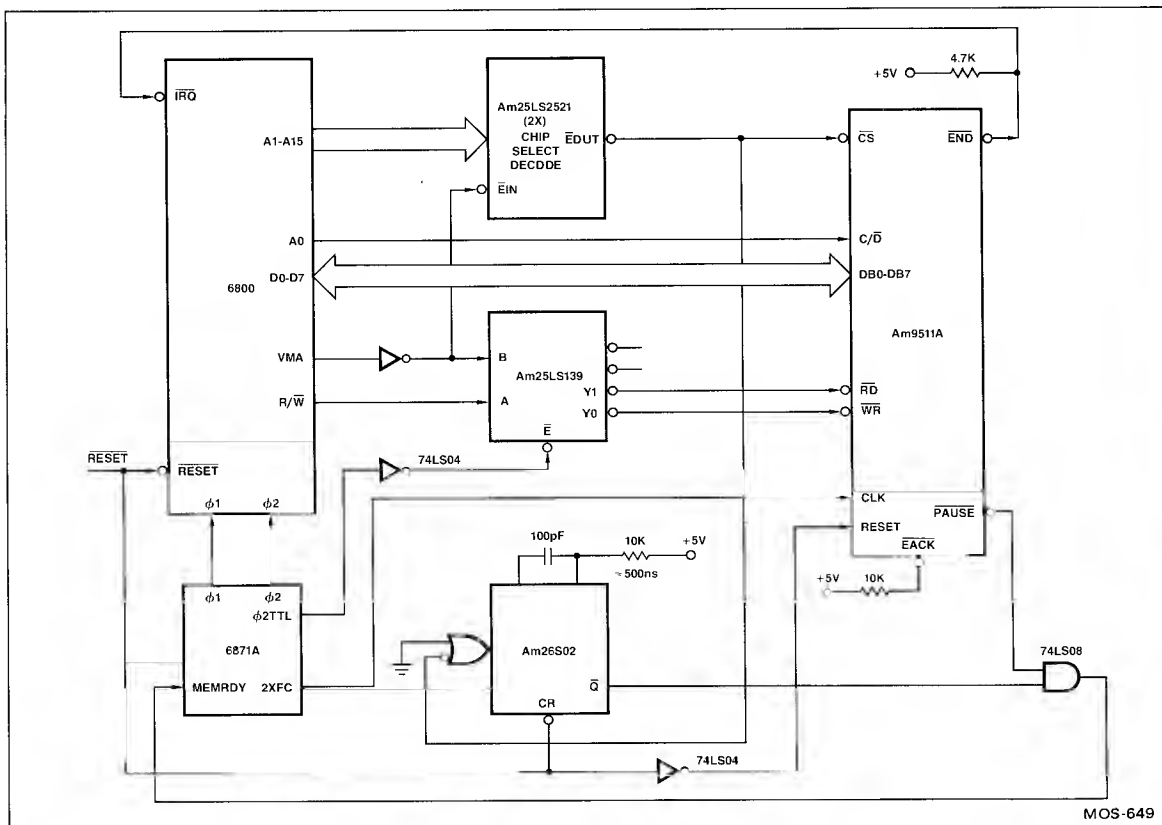 +5V
4.7K
IRQ
Am25LS2521
(2X)
CHIP
SELECT
DECDDE
A1-A15
EDUT
CS
END
EIN
A0
C/D
D0-D7
DB0-DB7
6800
Am9511A
VMA
B
Am25LS139
Y1
RD
R/W
A
Y0
WR
E
RESET
RESET
74LS04
CLK
PAUSE
φ1
φ2
RESET
100pF
10K
+5V
EACK
≈500ns
+5V
10K
φ1
φ2
φ2TTL
6871A
Am26S02
74LS08
MEMRDY
2XFC
Q
CR
74LS04
MOS-649